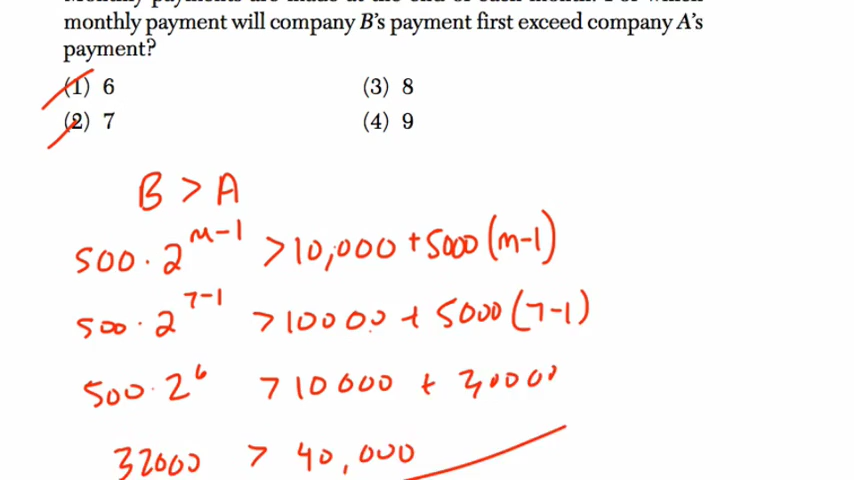 monthly payment will company B's payment first exceed company A's
payment?
(1) 6
(3) 8
(2) 7
(4) 9
B > A
500 · 2^(m-1) > 10,000 + 5000 (m-1)
500 · 2^(7-1) > 10000 + 5000 (7-1)
500 · 2^6 > 10000 + 30000
32000 > 40,000